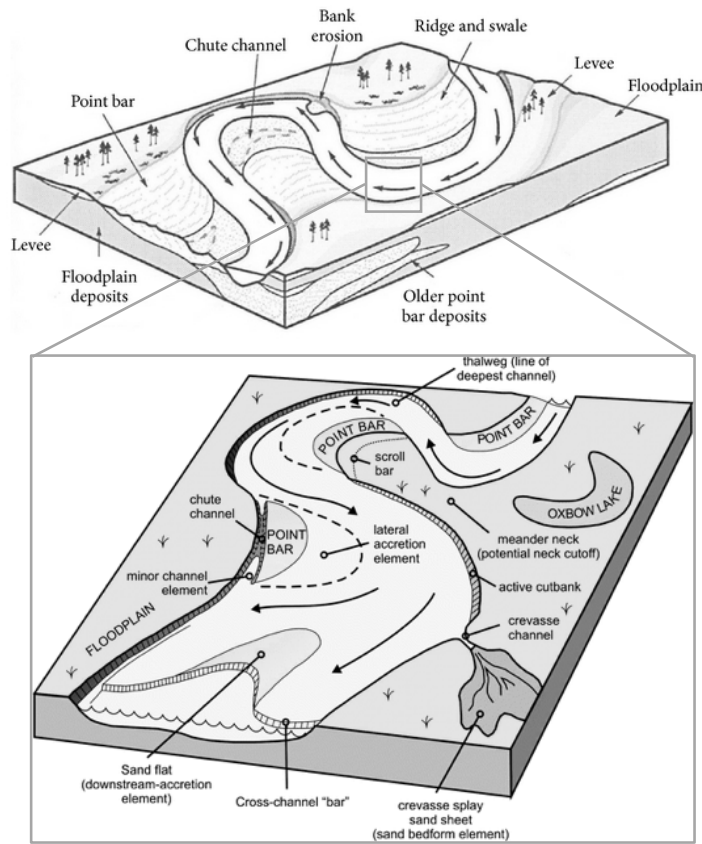 Bank
erosion
Ridge and swale
Chute channel
Levee
Floodplain
Point bar
Levee
Floodplain
deposits
Older point
bar deposits
thalweg (line of
deepest channel)
POINT BAR
POINT BAR
scroll
bar
OXBOW LAKE
chute
channel
POINT
BAR
lateral
accretion
element
meander neck
(potential neck cutoff)
minor channel
element
active cutbank
FLOODPLAIN
crevasse
channel
Sand flat
(downstream-accretion
element)
Cross-channel "bar"
crevasse splay
sand sheet
(sand bedform element)